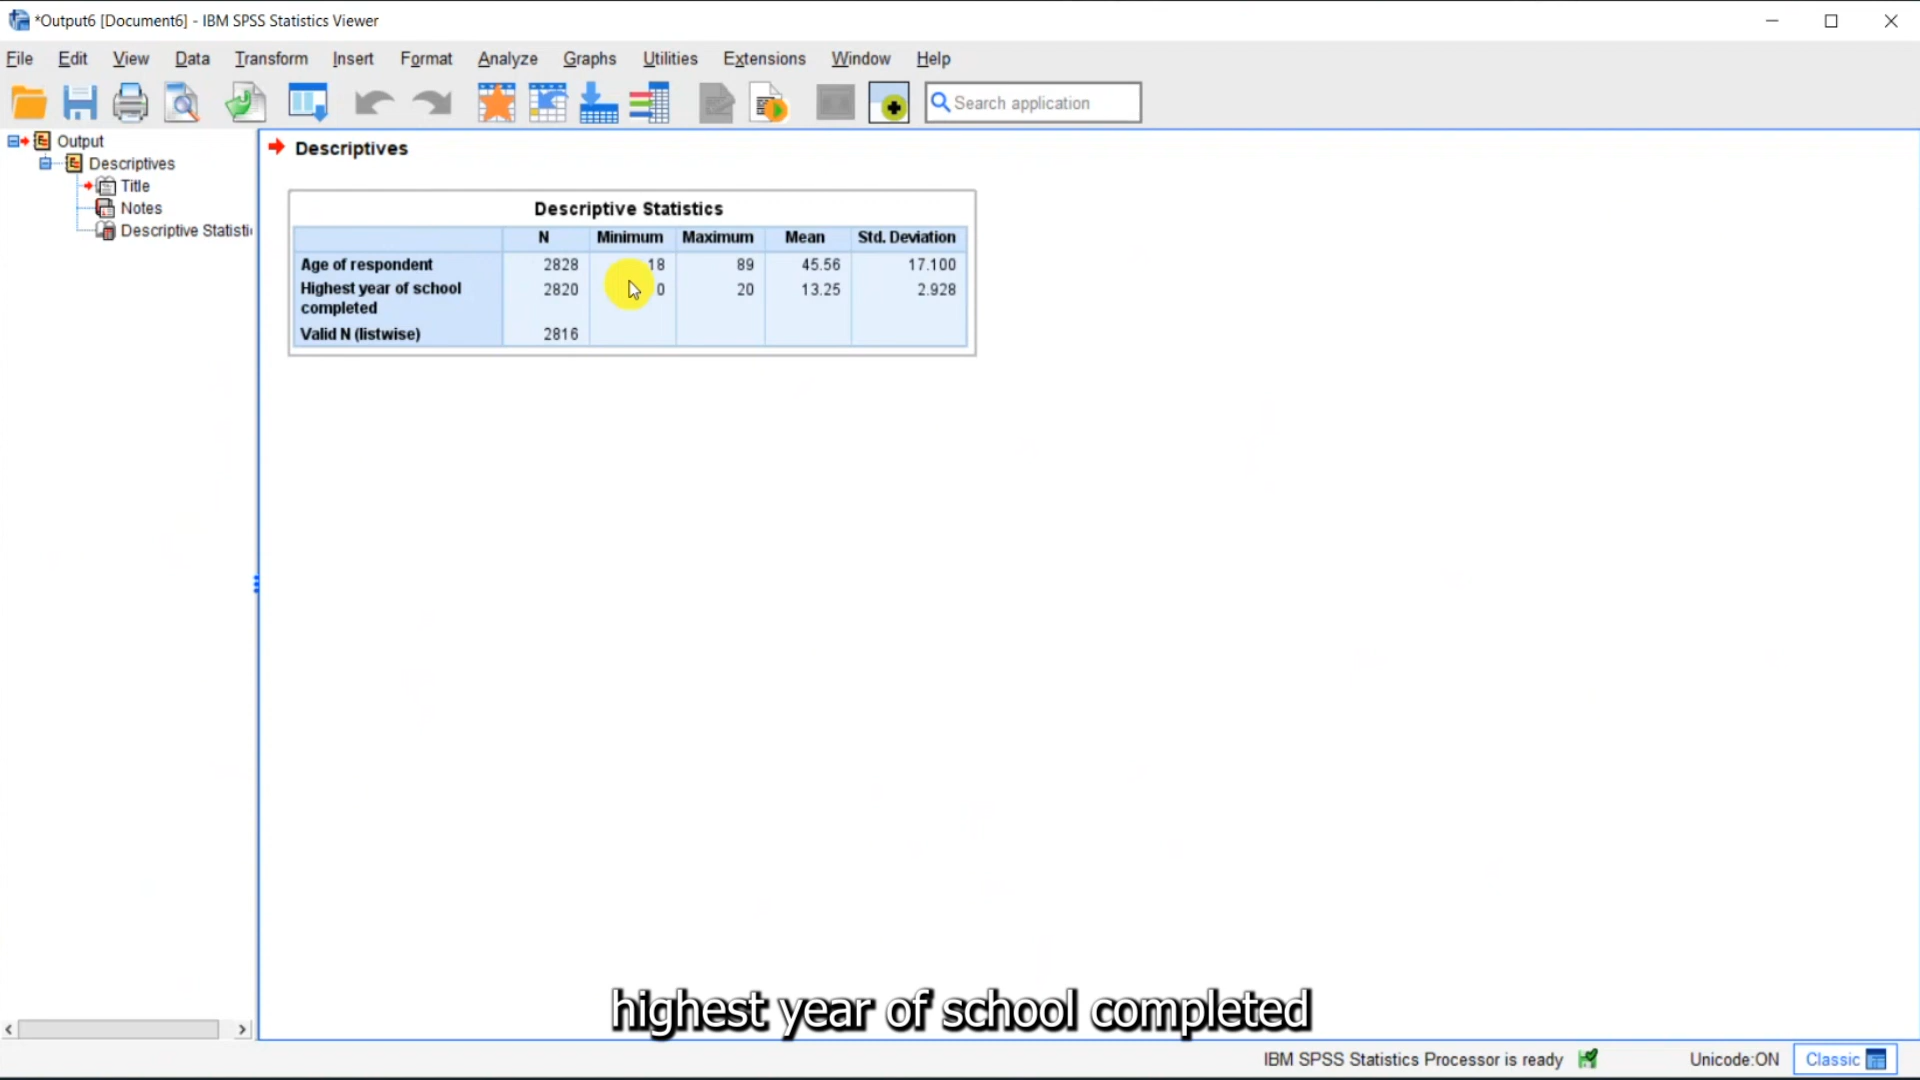 *Output6 [Document6] - IBM SPSS Statistics Viewer
File Edit View Data Transform Insert Format Analyze Graphs Utilities Extensions Window Help
Search application
Output
Descriptives
Title
Notes
Descriptive Statisti
Descriptives
Descriptive Statistics
N Minimum Maximum Mean Std. Deviation
Age of respondent 2828 18 89 45.56 17.100
Highest year of school completed 2820 0 20 13.25 2.928
Valid N (listwise) 2816
highest year of school completed
IBM SPSS Statistics Processor is ready Unicode:ON Classic